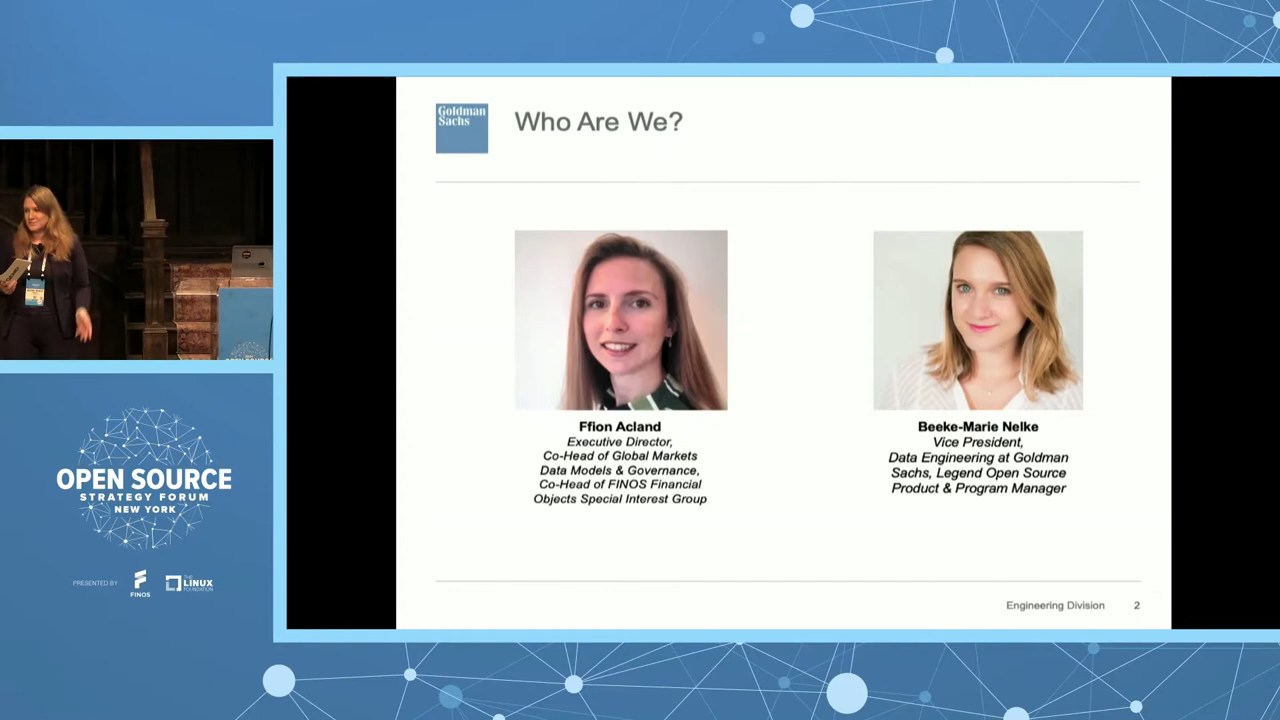 Goldman
Sachs
Who Are We?
Ffion Acland
Executive Director,
Co-Head of Global Markets
Data Models & Governance,
Co-Head of FINOS Financial
Objects Special Interest Group
Beeke-Marie Nelke
Vice President,
Data Engineering at Goldman
Sachs, Legend Open Source
Product & Program Manager
Engineering Division 2
OPEN SOURCE
STRATEGY FORUM
NEW YORK
PRESENTED BY
FINOS
THE
LINUX
FOUNDATION